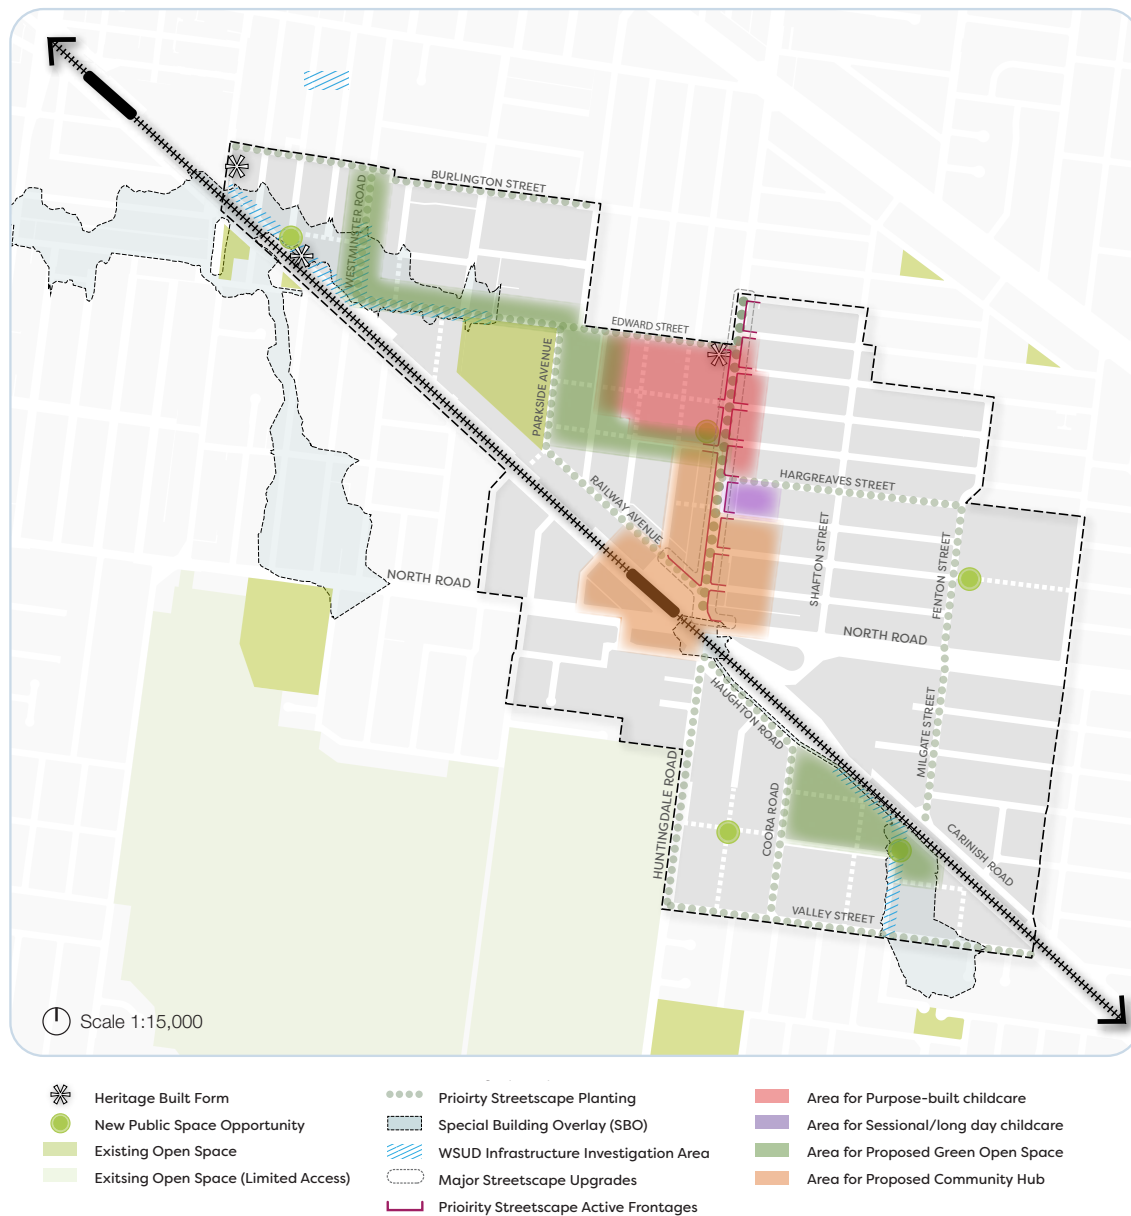 BURLINGTON STREET
WESTMINSTER ROAD
EDWARD STREET
PARKSIDE AVENUE
RAILWAY AVENUE
HARGREAVES STREET
SHAFTON STREET
FENTON STREET
NORTH ROAD
NORTH ROAD
HAUGHTON ROAD
MILGATE STREET
HUNTINGDALE ROAD
COORA ROAD
CARINISH ROAD
VALLEY STREET
Scale 1:15,000
Heritage Built Form
New Public Space Opportunity
Existing Open Space
Exitsng Open Space (Limited Access)
Prioirty Streetscape Planting
Special Building Overlay (SBO)
WSUD Infrastructure Investigation Area
Major Streetscape Upgrades
Prioirity Streetscape Active Frontages
Area for Purpose-built childcare
Area for Sessional/long day childcare
Area for Proposed Green Open Space
Area for Proposed Community Hub